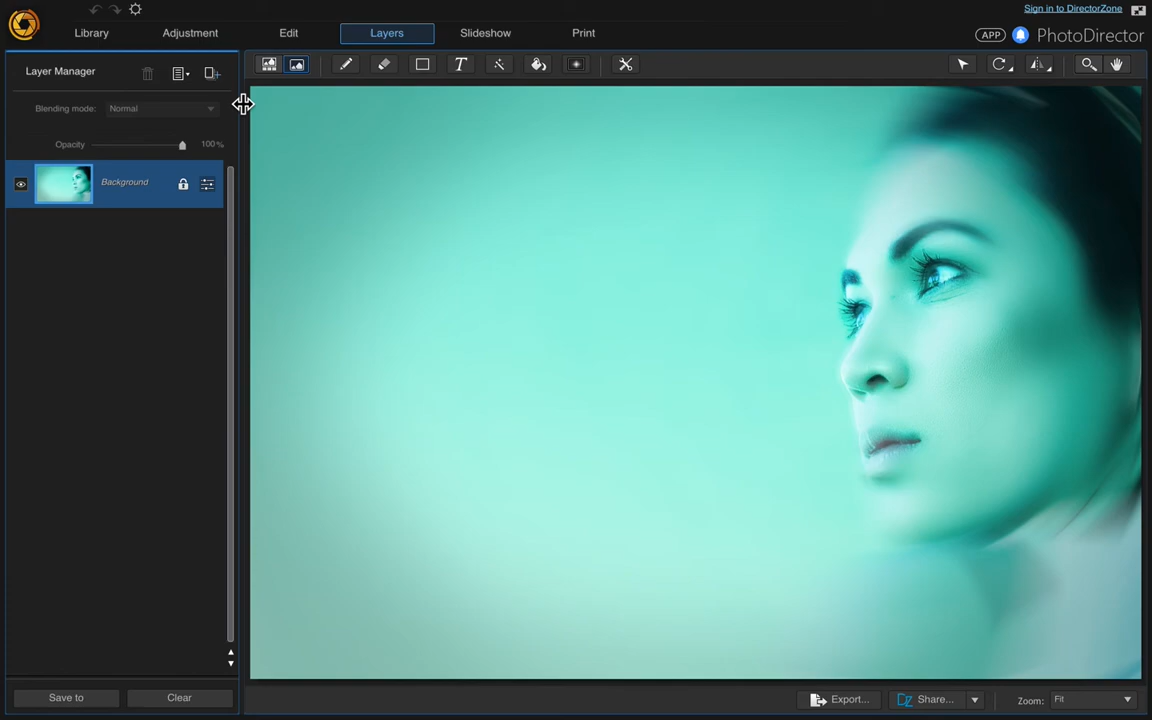 Sign in to DirectorZone
Library
Adjustment
Edit
Layers
Slideshow
Print
APP
PhotoDirector
Layer Manager
T
Blending mode: Normal
Opacity 100%
Background
Save to
Clear
Export...
DZ Share...
Zoom: Fit